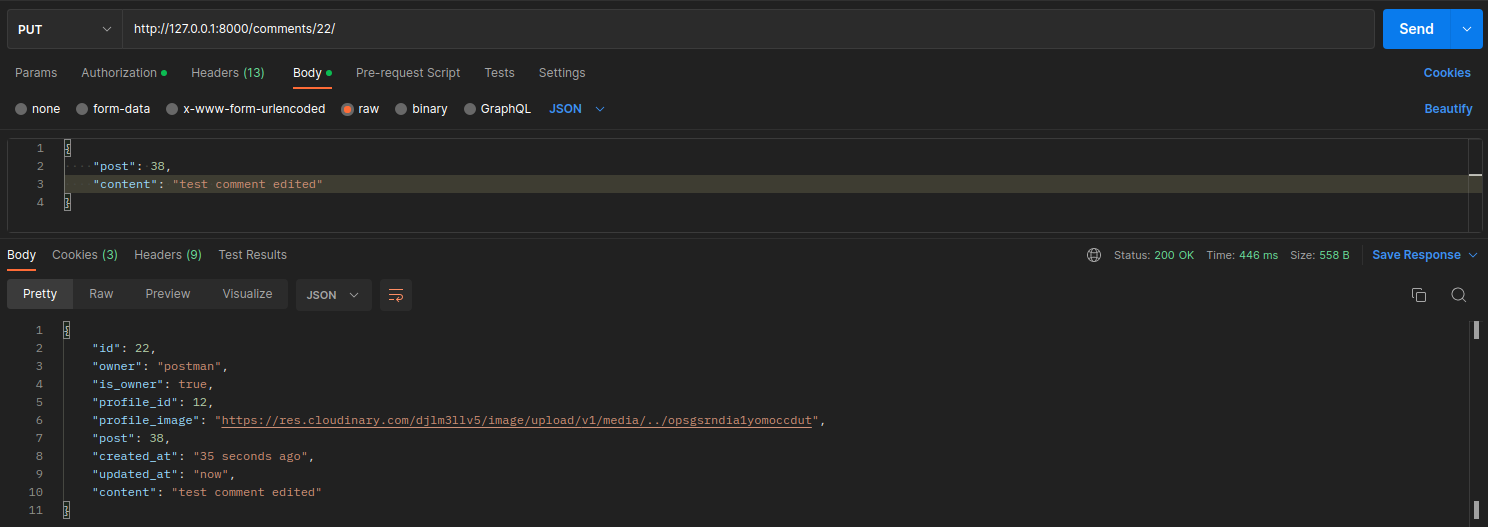 PUT http://127.0.0.1:8000/comments/22/ Send
Params Authorization Headers (13) Body Pre-request Script Tests Settings Cookies
none form-data x-www-form-urlencoded raw binary GraphQL JSON Beautify
1 {
2 "post": 38,
3 "content": "test comment edited"
4 }
Body Cookies (3) Headers (9) Test Results Status: 200 OK Time: 446 ms Size: 558 B Save Response
Pretty Raw Preview Visualize JSON
1 {
2 "id": 22,
3 "owner": "postman",
4 "is_owner": true,
5 "profile_id": 12,
6 "profile_image": "https://res.cloudinary.com/djlm3llv5/image/upload/v1/media/../opsgsrndia1yomoccdut",
7 "post": 38,
8 "created_at": "35 seconds ago",
9 "updated_at": "now",
10 "content": "test comment edited"
11 }